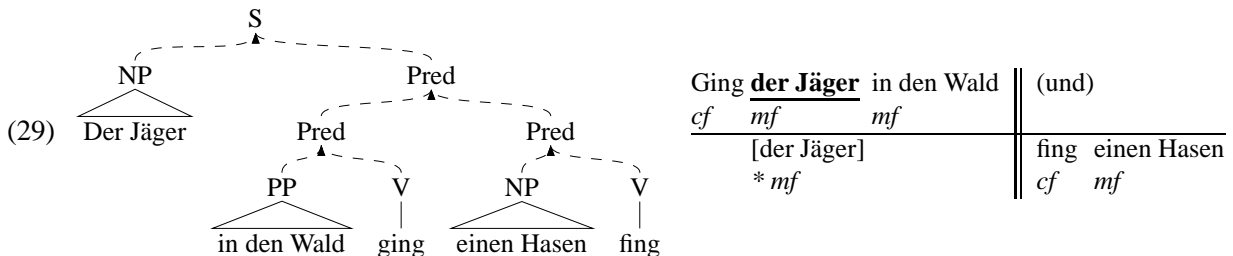 S
NP Pred
(29) Der Jäger Pred Pred
PP V NP V
in den Wald ging einen Hasen fing
Ging der Jäger in den Wald (und)
cf mf mf
[der Jäger] fing einen Hasen
* mf cf mf